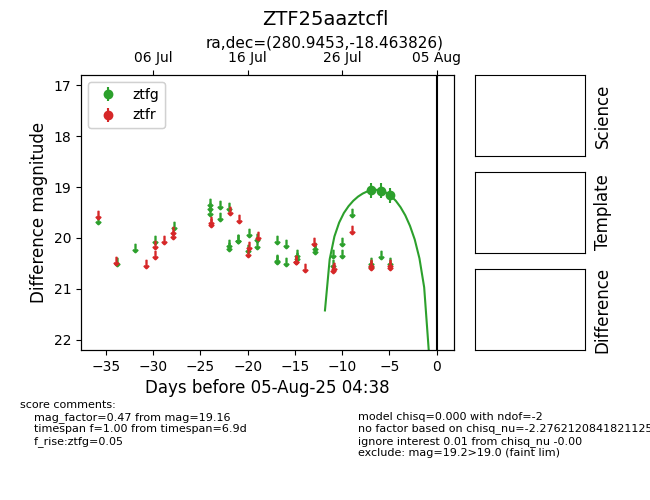 ZTF25aaztcfl
ra,dec=(280.9453,-18.463826)
06 Jul
16 Jul
26 Jul
05 Aug
ztfg
ztfr
17
18
19
20
21
22
Difference magnitude
−35
−30
−25
−20
−15
−10
−5
0
Days before 05-Aug-25 04:38
Science
Template
Difference
score comments:
mag_factor=0.47 from mag=19.16
timespan f=1.00 from timespan=6.9d
f_rise:ztfg=0.05
model chisq=0.000 with ndof=-2
no factor based on chisq_nu=-2.2762120841821125
ignore interest 0.01 from chisq_nu -0.00
exclude: mag=19.2>19.0 (faint lim)